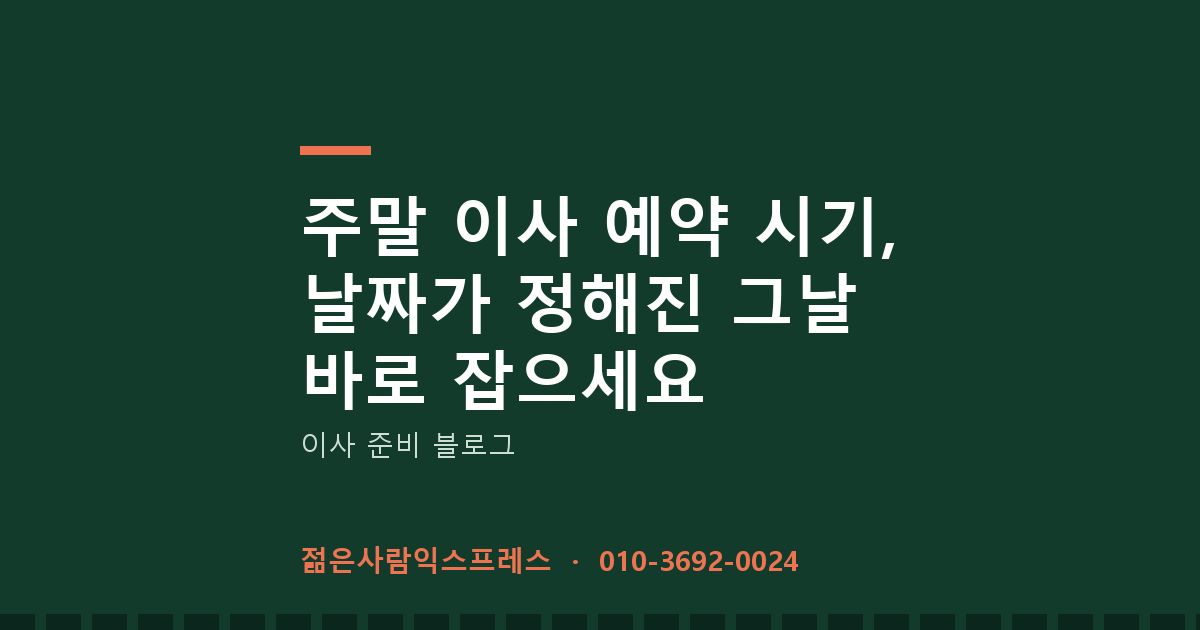 주말 이사 예약 시기,
날짜가 정해진 그날
바로 잡으세요
이사 준비 블로그
젊은사람익스프레스 · 010-3692-0024